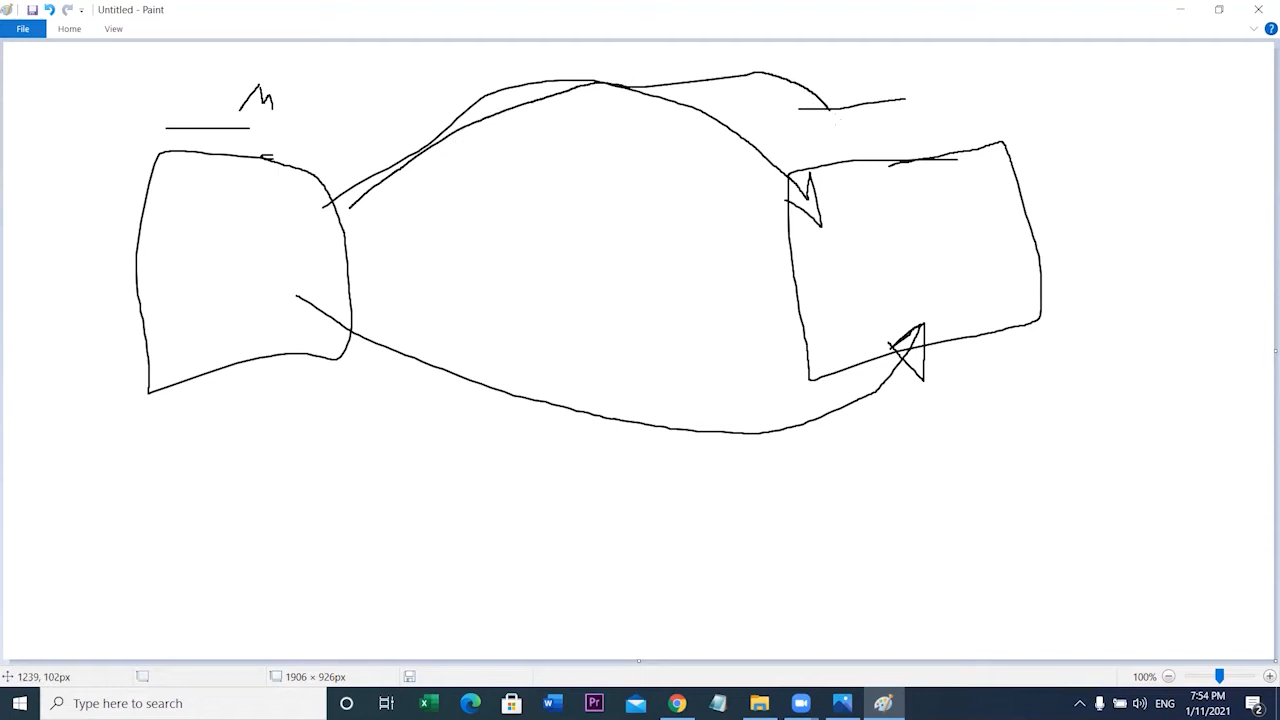 Untitled - Paint
File Home View
M
1239, 102px
1906 × 926px
100%
Type here to search
ENG
7:54 PM
1/11/2021
2